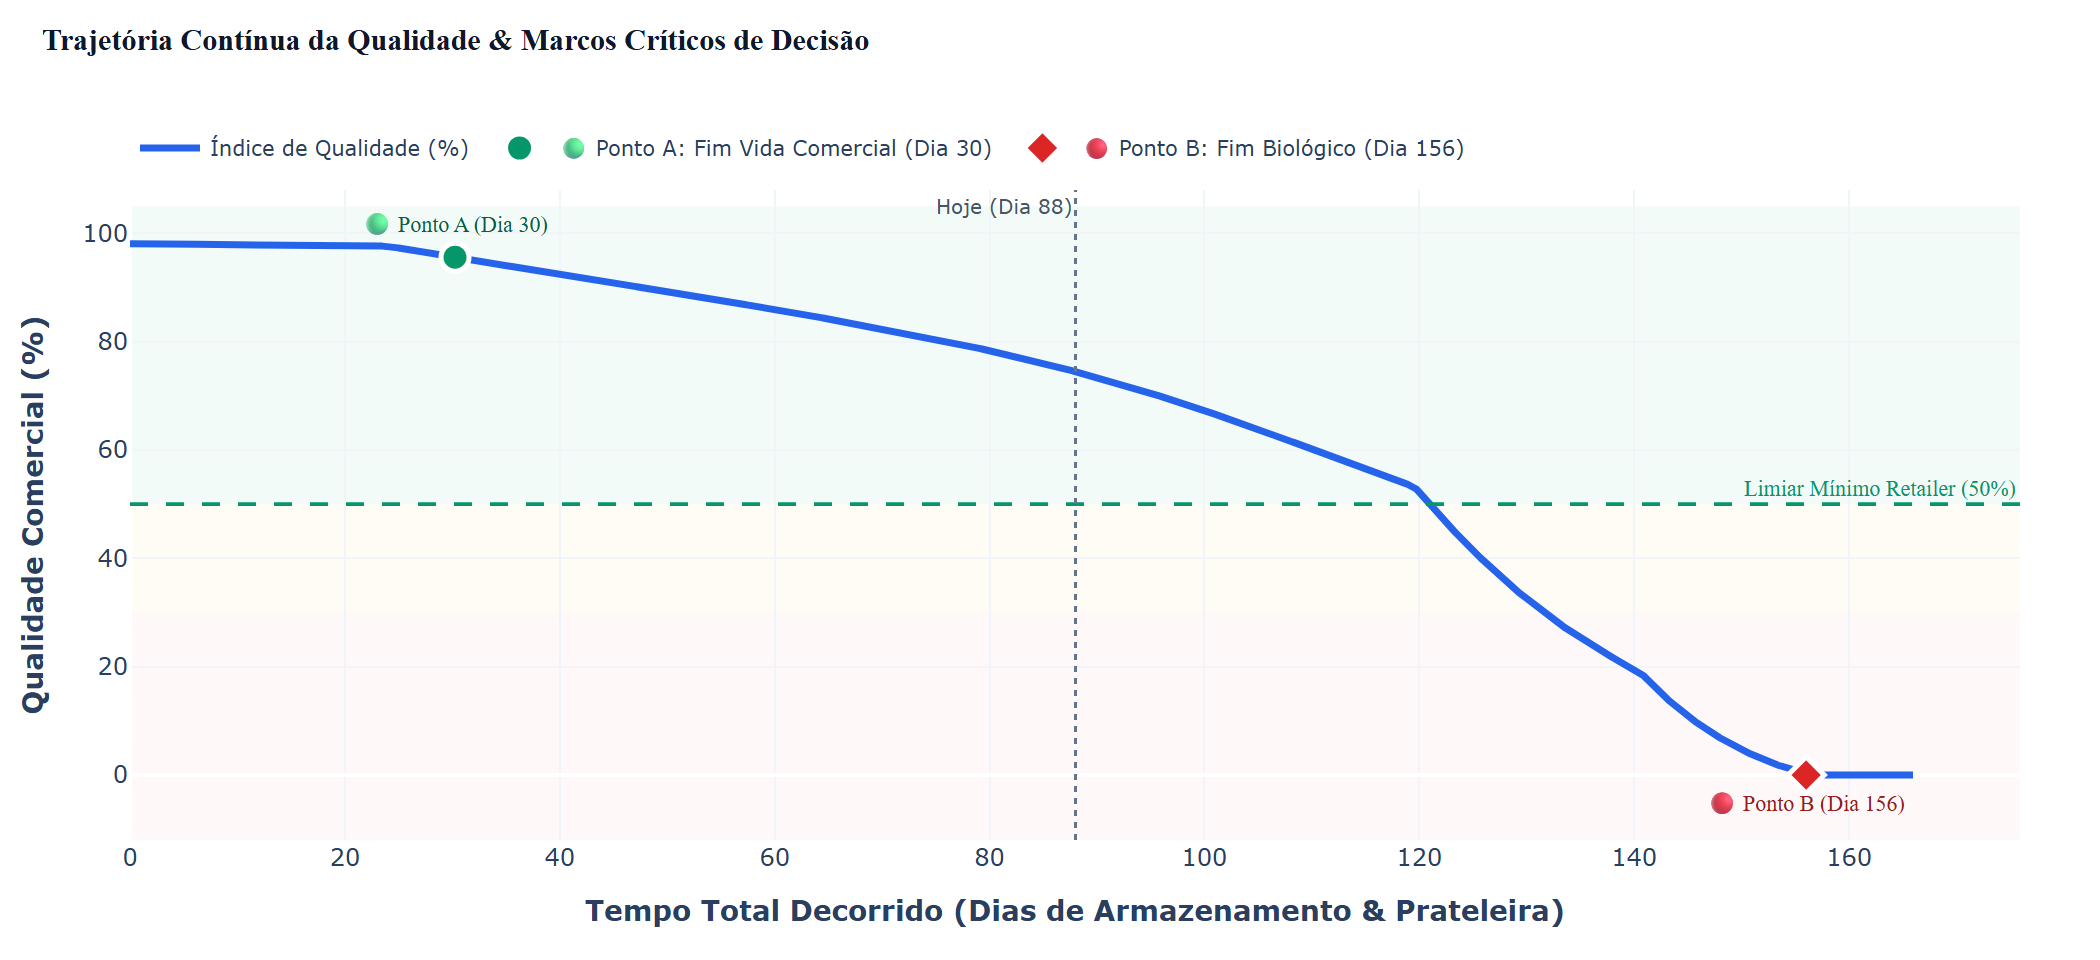 Trajetória Contínua da Qualidade & Marcos Críticos de Decisão
Índice de Qualidade (%)
Ponto A: Fim Vida Comercial (Dia 30)
Ponto B: Fim Biológico (Dia 156)
Hoje (Dia 88)
Ponto A (Dia 30)
Limiar Mínimo Retailer (50%)
Ponto B (Dia 156)
Qualidade Comercial (%)
100
80
60
40
20
0
0 20 40 60 80 100 120 140 160
Tempo Total Decorrido (Dias de Armazenamento & Prateleira)